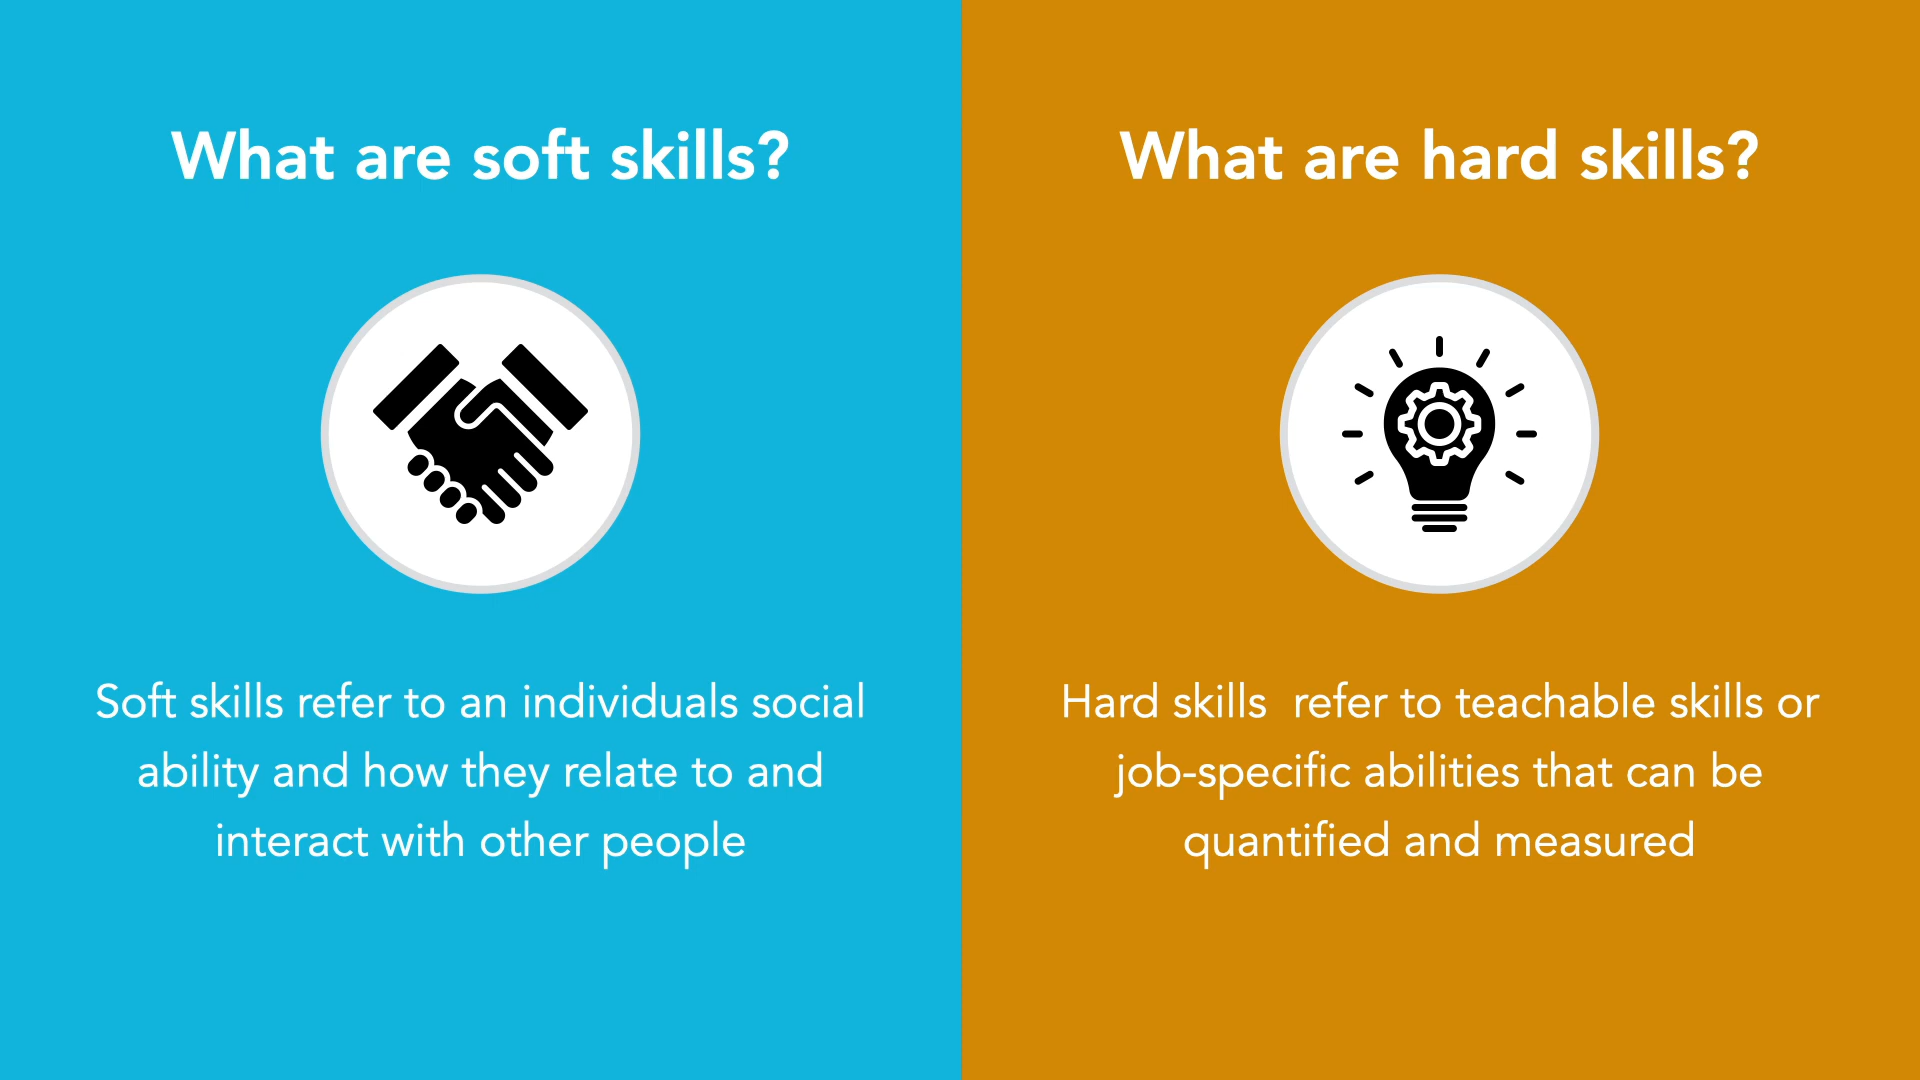 What are soft skills?
Soft skills refer to an individuals social
ability and how they relate to and
interact with other people
What are hard skills?
Hard skills  refer to teachable skills or
job-specific abilities that can be
quantified and measured